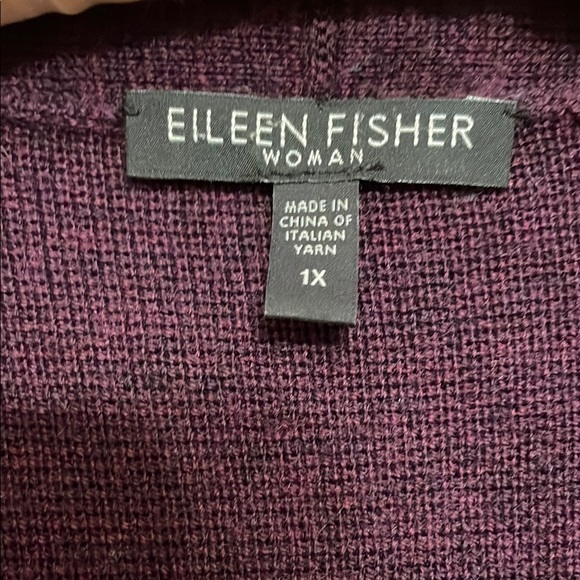 EILEEN FISHER
WOMAN
MADE IN
CHINA OF
ITALIAN
YARN
1X